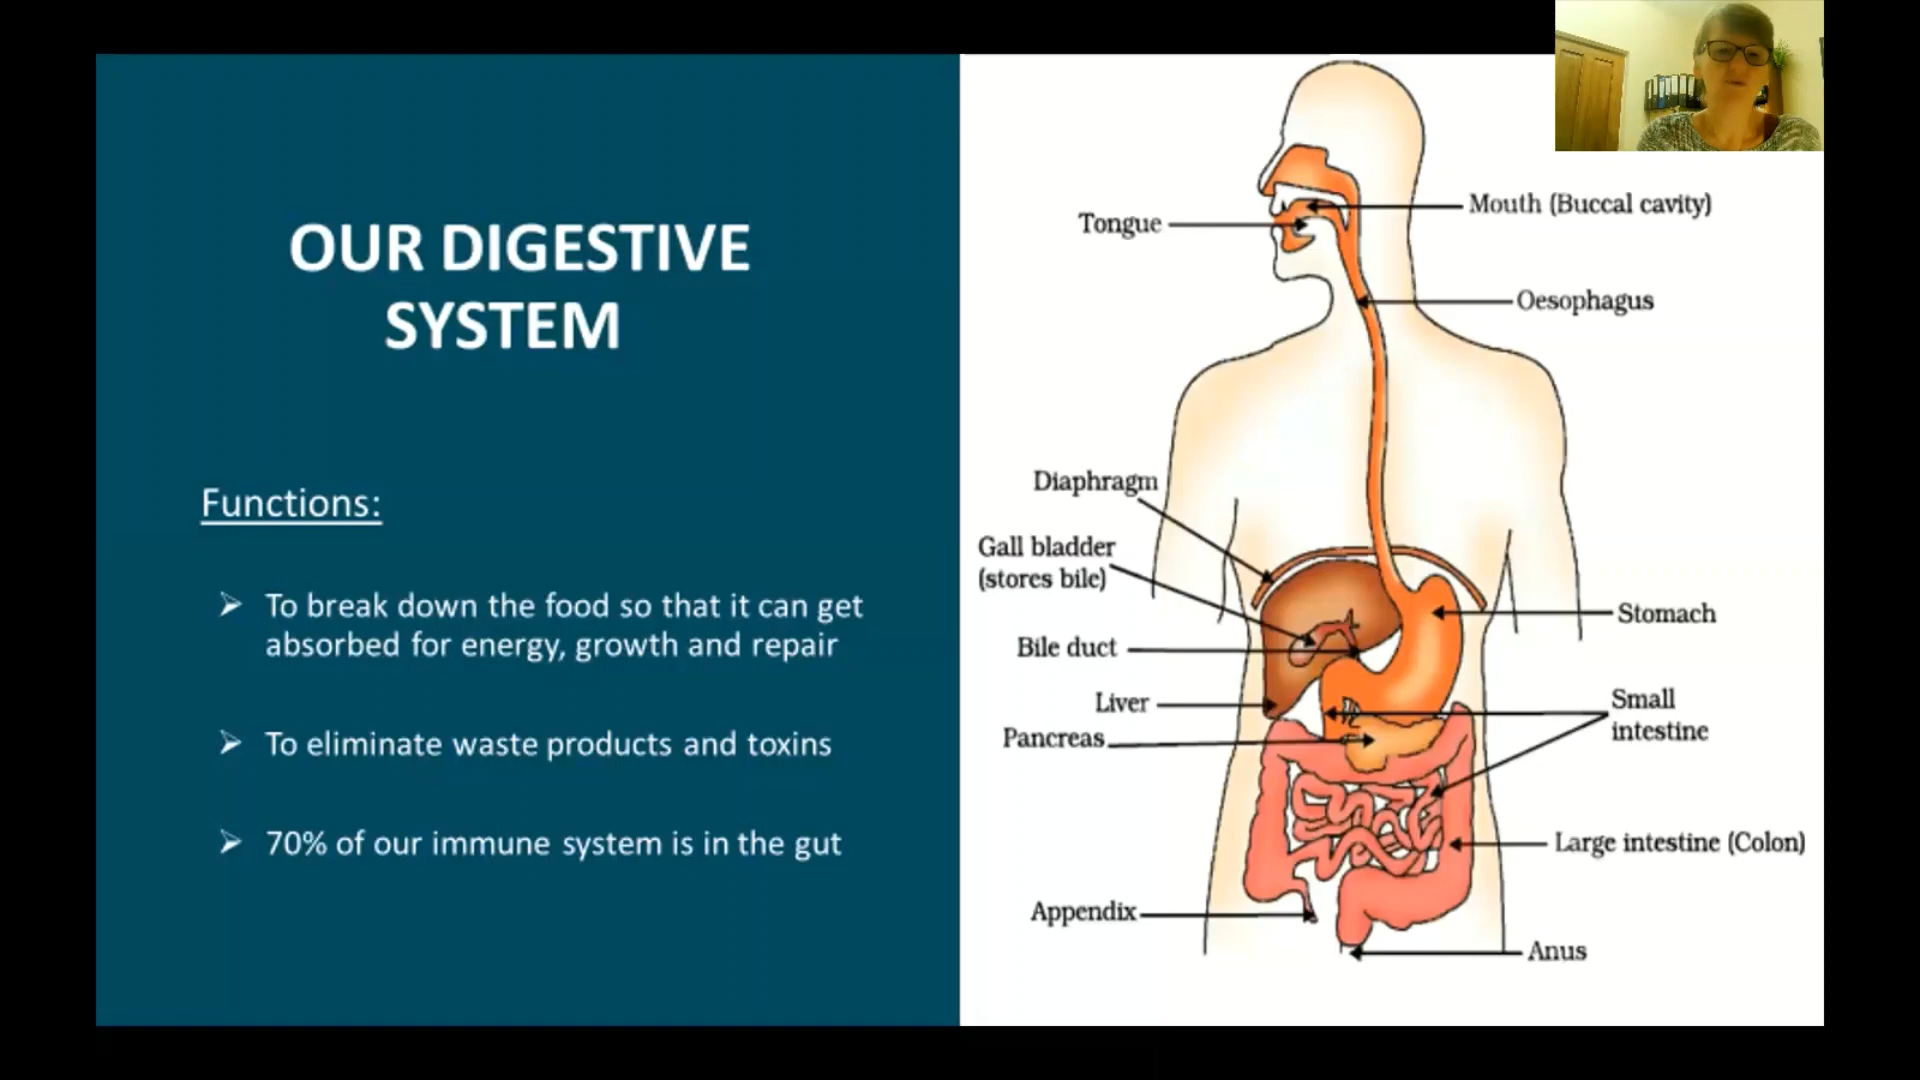 OUR DIGESTIVE
SYSTEM
Functions:
To break down the food so that it can get
absorbed for energy, growth and repair
To eliminate waste products and toxins
70% of our immune system is in the gut
Mouth (Buccal cavity)
Tongue
Oesophagus
Diaphragm
Gall bladder
(stores bile)
Stomach
Bile duct
Liver
Small
intestine
Pancreas
Large intestine (Colon)
Appendix
Anus